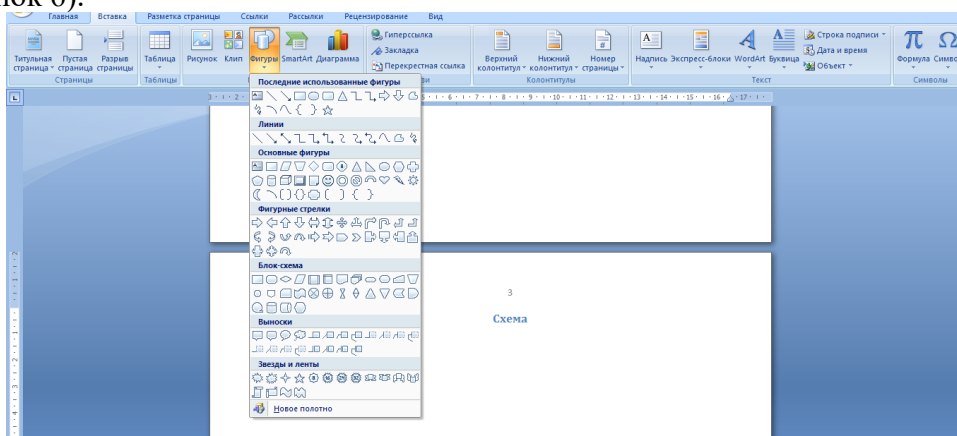 нок 6).
Главная Вставка Разметка страницы Ссылки Рассылки Рецензирование Вид
Титульная страница Пустая страница Разрыв страницы
Страницы
Таблица
Таблицы
Рисунок Клип Фигуры SmartArt Диаграмма
Гиперссылка
Закладка
Перекрестная ссылка
Верхний колонтитул Нижний колонтитул Номер страницы
Колонтитулы
Надпись Экспресс-блоки WordArt Буквица
Строка подписи
Дата и время
Объект
Текст
Формула Симво
Символы
Последние использованные фигуры
Линии
Основные фигуры
Фигурные стрелки
Блок-схема
Выноски
Звезды и ленты
Новое полотно
3
Схема